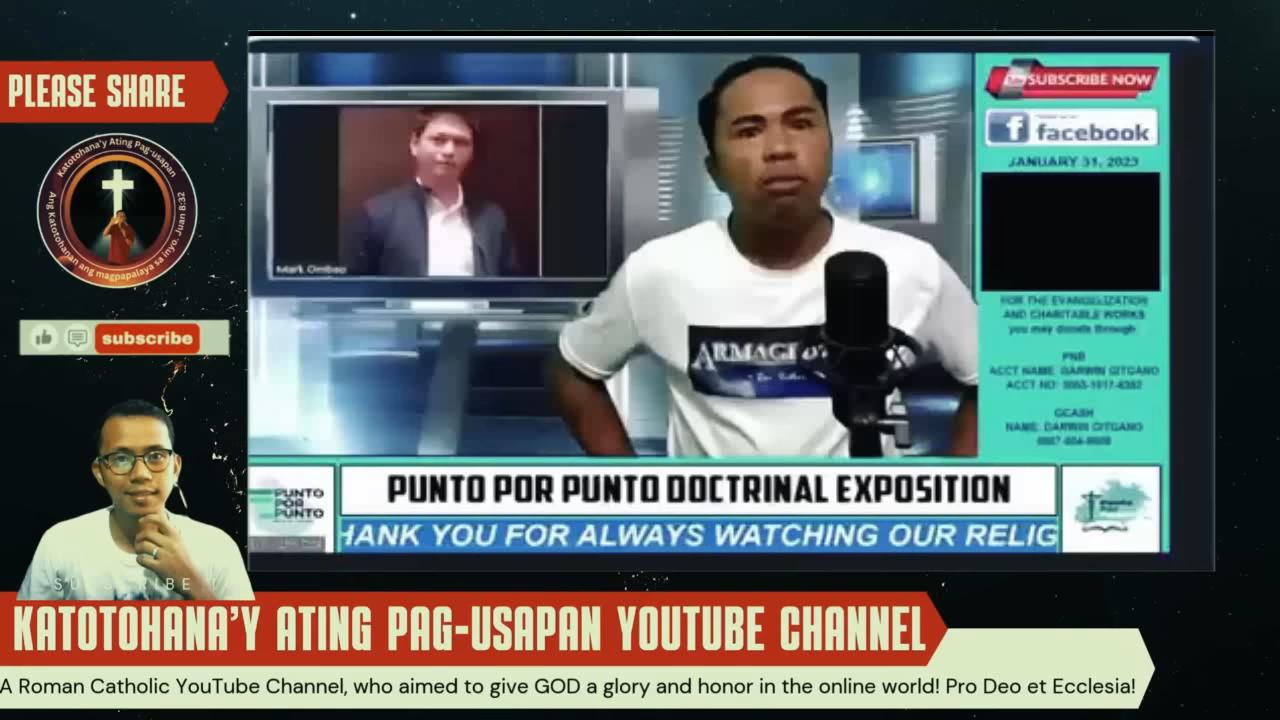 PLEASE SHARE
Katotohana'y Ating Pag-usapan
Ang Katotohanan ang magpapalaya sa inyo. Juan 8:32
subscribe
SUBSCRIBE
KATOTOHANA'Y ATING PAG-USAPAN YOUTUBE CHANNEL
A Roman Catholic YouTube Channel, who aimed to give GOD a glory and honor in the online world! Pro Deo et Ecclesia!
Mark Ombao
SUBSCRIBE NOW
facebook
JANUARY 31, 2023
FOR THE EVANGELIZATION
AND CHARITABLE WORKS
you may donate through
PNB
ACCT NAME: DARWIN GITGANO
ACCT NO:
GCASH
NAME: DARWIN GITGANO
PUNTO
POR
PUNTO
PUNTO POR PUNTO DOCTRINAL EXPOSITION
HANK YOU FOR ALWAYS WATCHING OUR RELIG